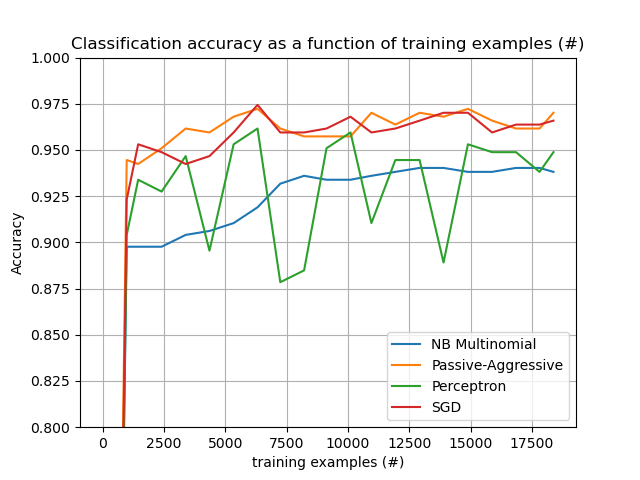 Classification accuracy as a function of training examples (#)
1.000
0.975
0.950
0.925
0.900
0.875
0.850
0.825
0.800
Accuracy
NB Multinomial
Passive-Aggressive
Perceptron
SGD
0 2500 5000 7500 10000 12500 15000 17500
training examples (#)